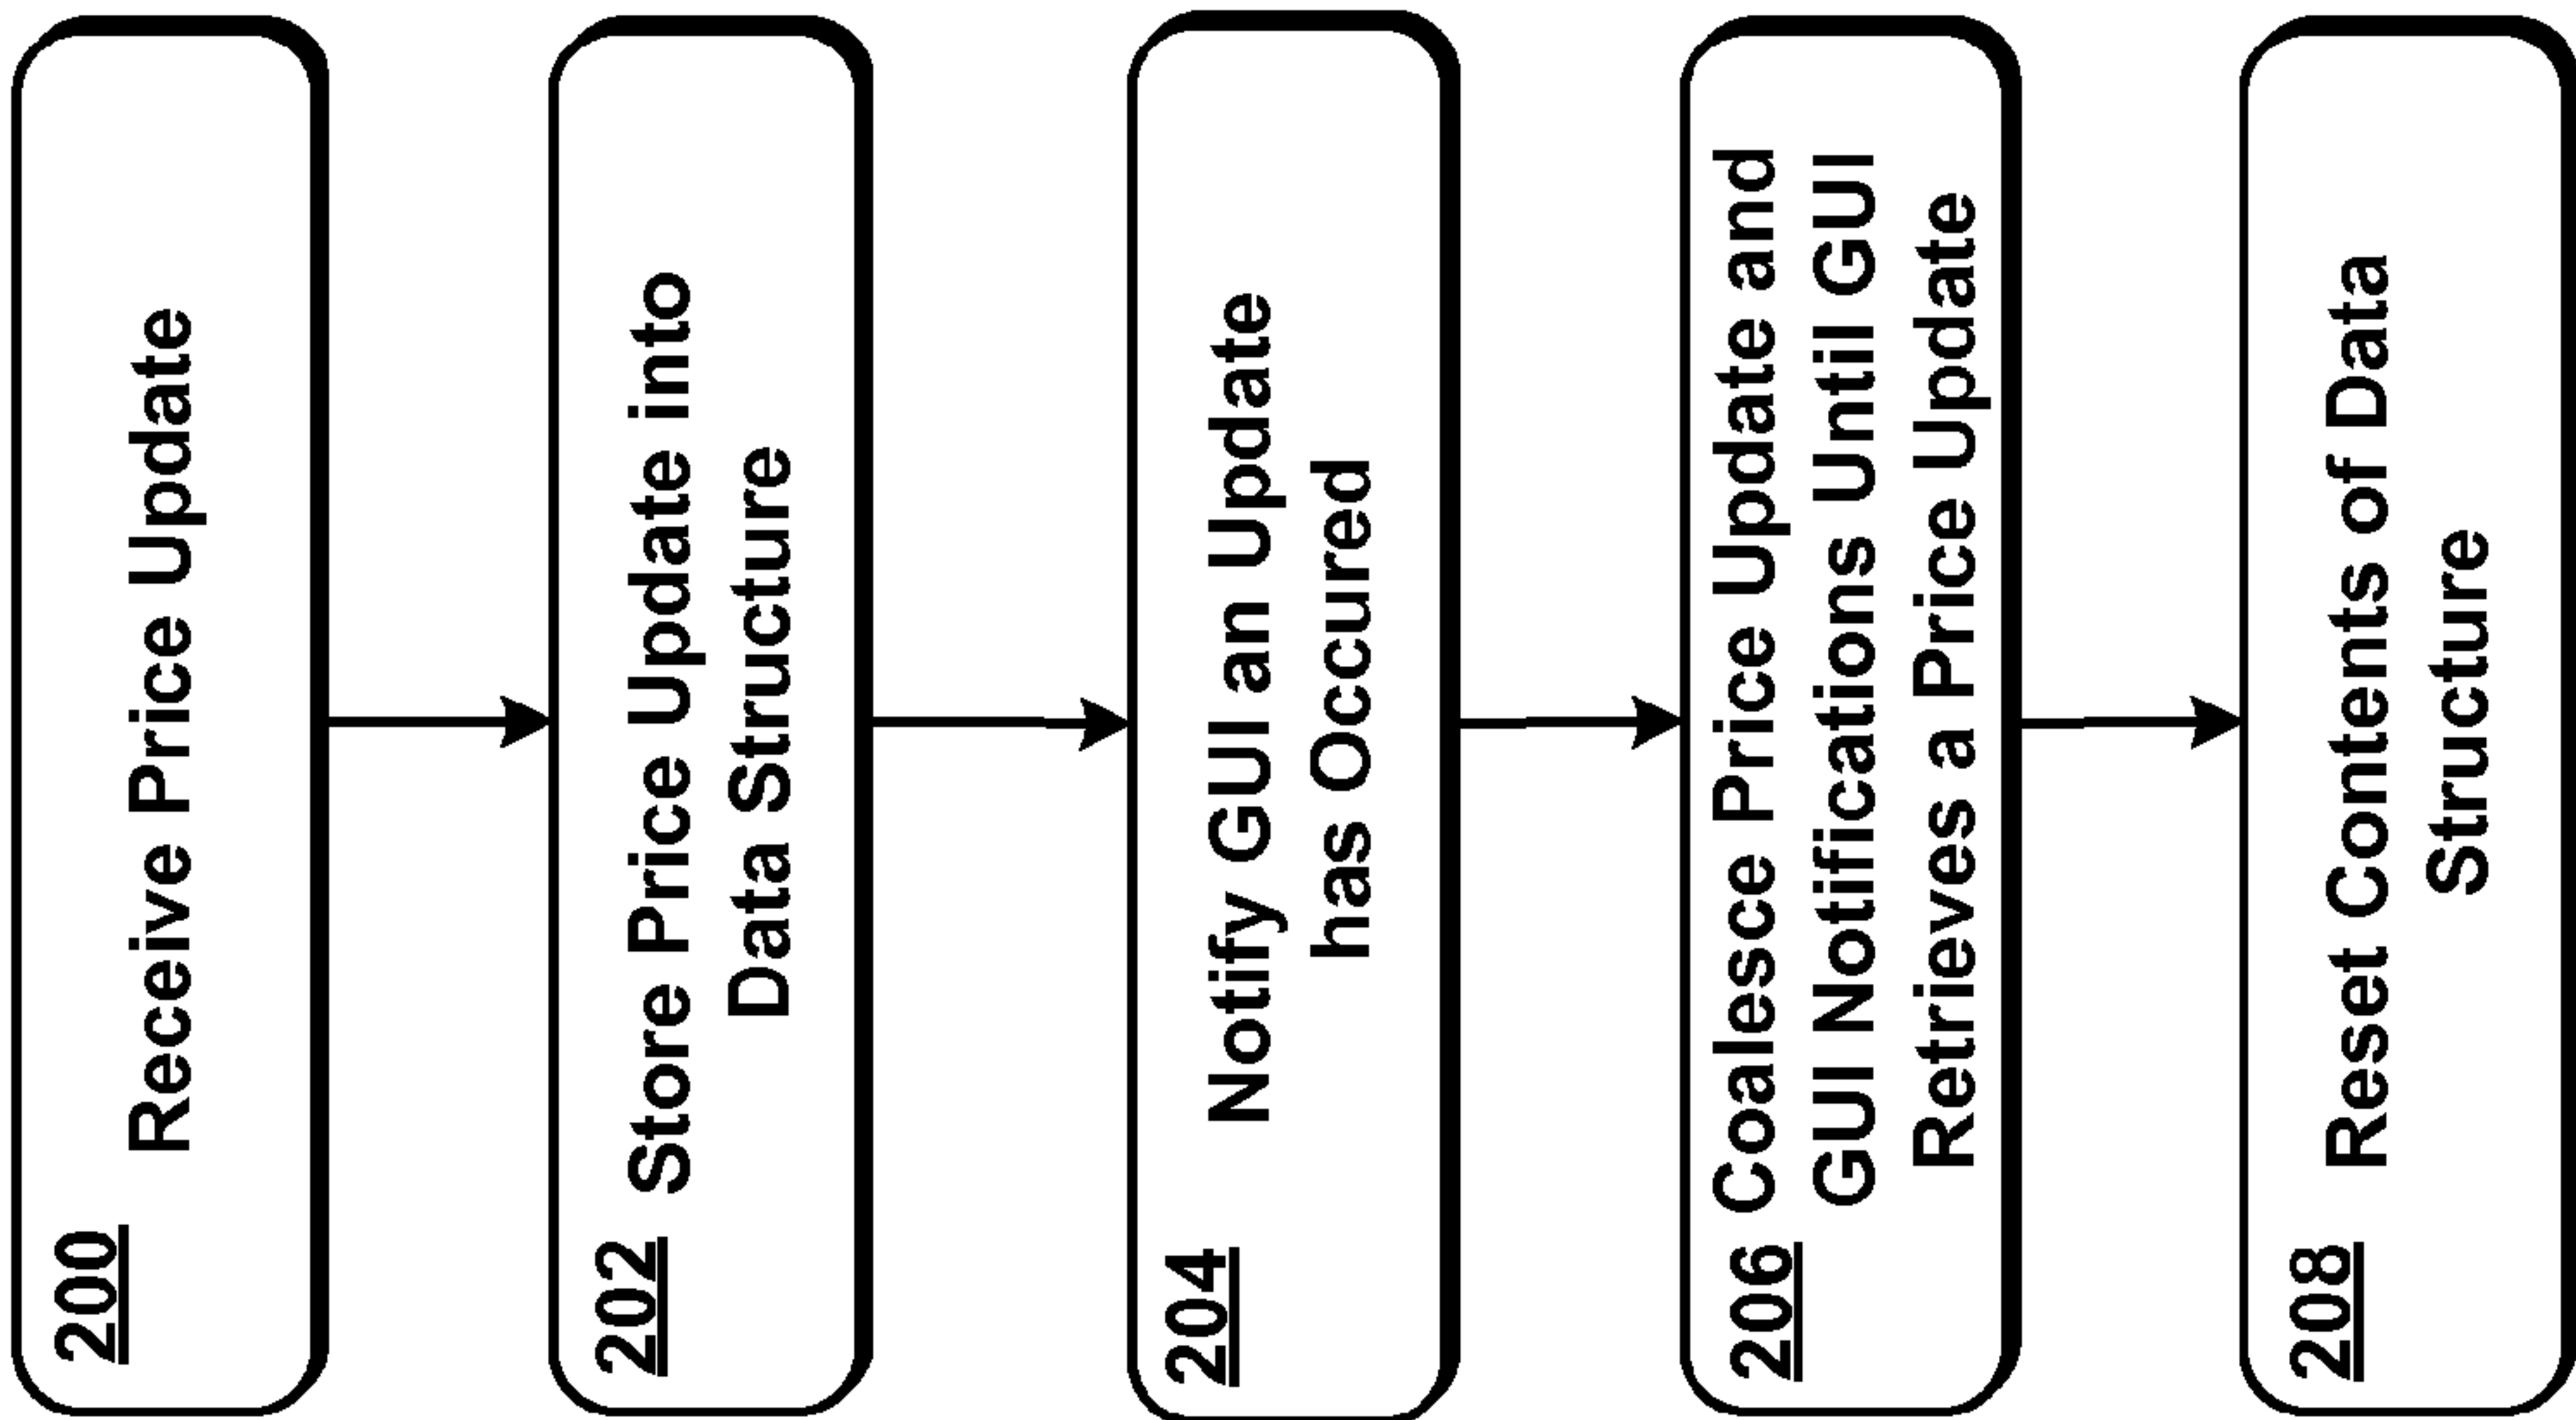 200
Receive Price Update
202
Store Price Update into
Data Structure
204
Notify GUI an Update
has Occured
206
Coalesce Price Update and
GUI Notifications Until GUI
Retrieves a Price Update
208
Reset Contents of Data
Structure